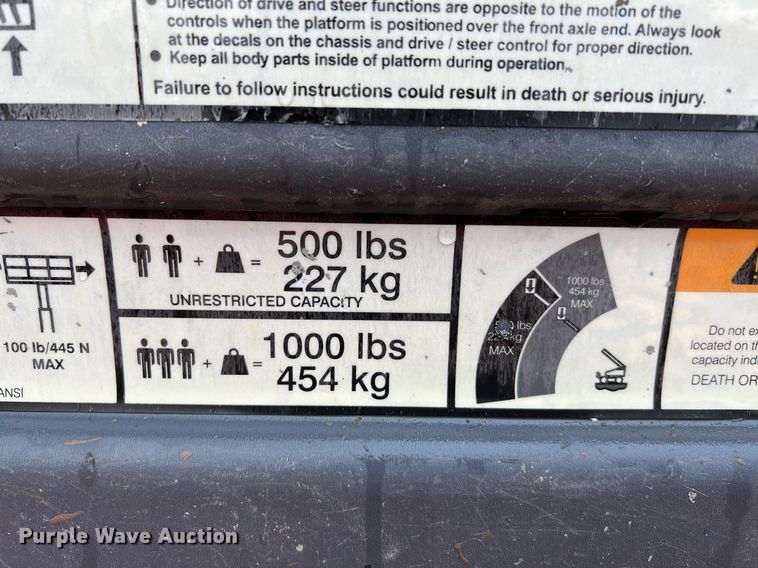 Direction of drive and steer functions are opposite to the motion of the
controls when the platform is positioned over the front axle end. Always look
at the decals on the chassis and drive / steer control for proper direction.
Keep all body parts inside of platform during operation.
Failure to follow instructions could result in death or serious injury.
100 lb/445 N
MAX
ANSI
+ = 500 lbs
227 kg
UNRESTRICTED CAPACITY
+ = 1000 lbs
454 kg
1000 lbs
454 kg
MAX
lbs
kg
MAX
Do not ex
located on th
capacity indi
DEATH OR
Purple Wave Auction